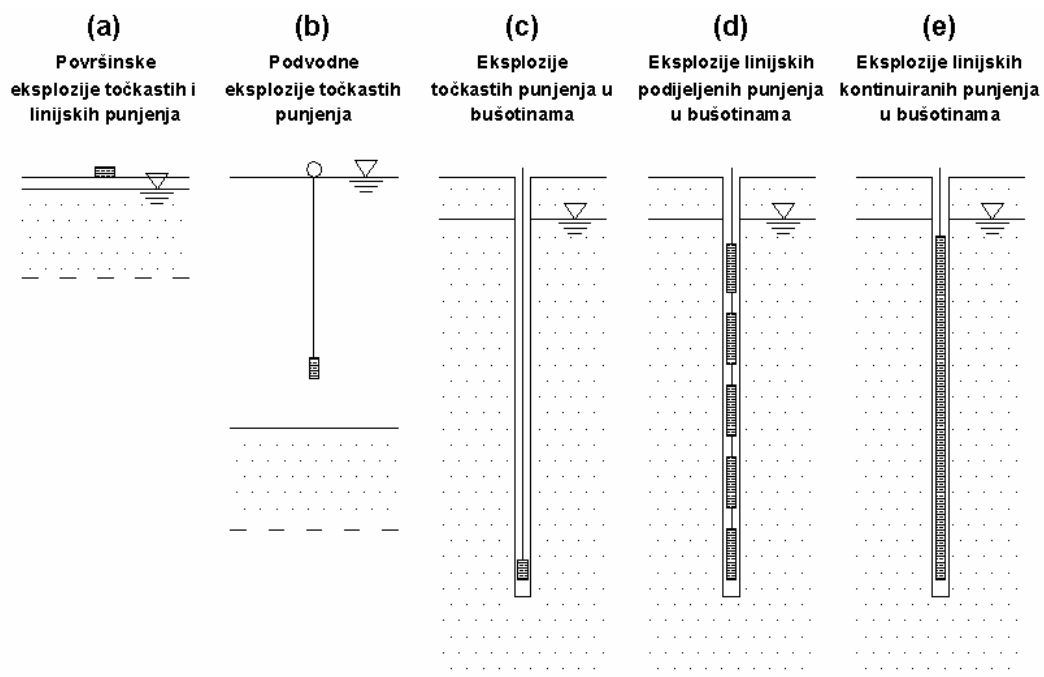 (a)
Površinske
eksplozije točkastih i
linijskih punjenja
(b)
Podvodne
eksplozije točkastih
punjenja
(c)
Eksplozije
točkastih punjenja u
bušotinama
(d)
Eksplozije linijskih
podijeljenih punjenja
u bušotinama
(e)
Eksplozije linijskih
kontinuiranih punjenja
u bušotinama